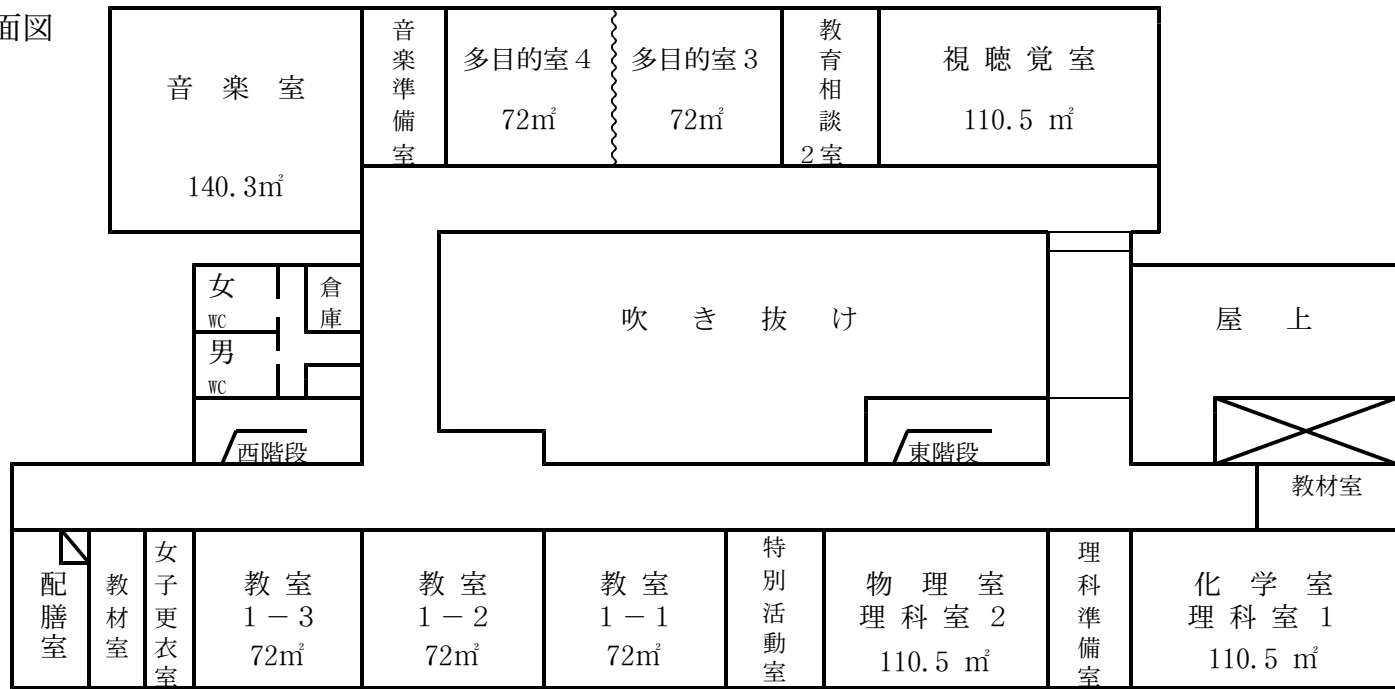 面図
音楽室
140.3㎡
音楽準備室
多目的室4
72㎡
多目的室3
72㎡
教育相談2室
視聴覚室
110.5 ㎡
女
WC
倉庫
男
WC
吹き抜け
屋上
西階段
東階段
教材室
配膳室
教材室
女子更衣室
教室
1－3
72㎡
教室
1－2
72㎡
教室
1－1
72㎡
特別活動室
物理室
理科室2
110.5 ㎡
理科準備室
化学室
理科室1
110.5 ㎡